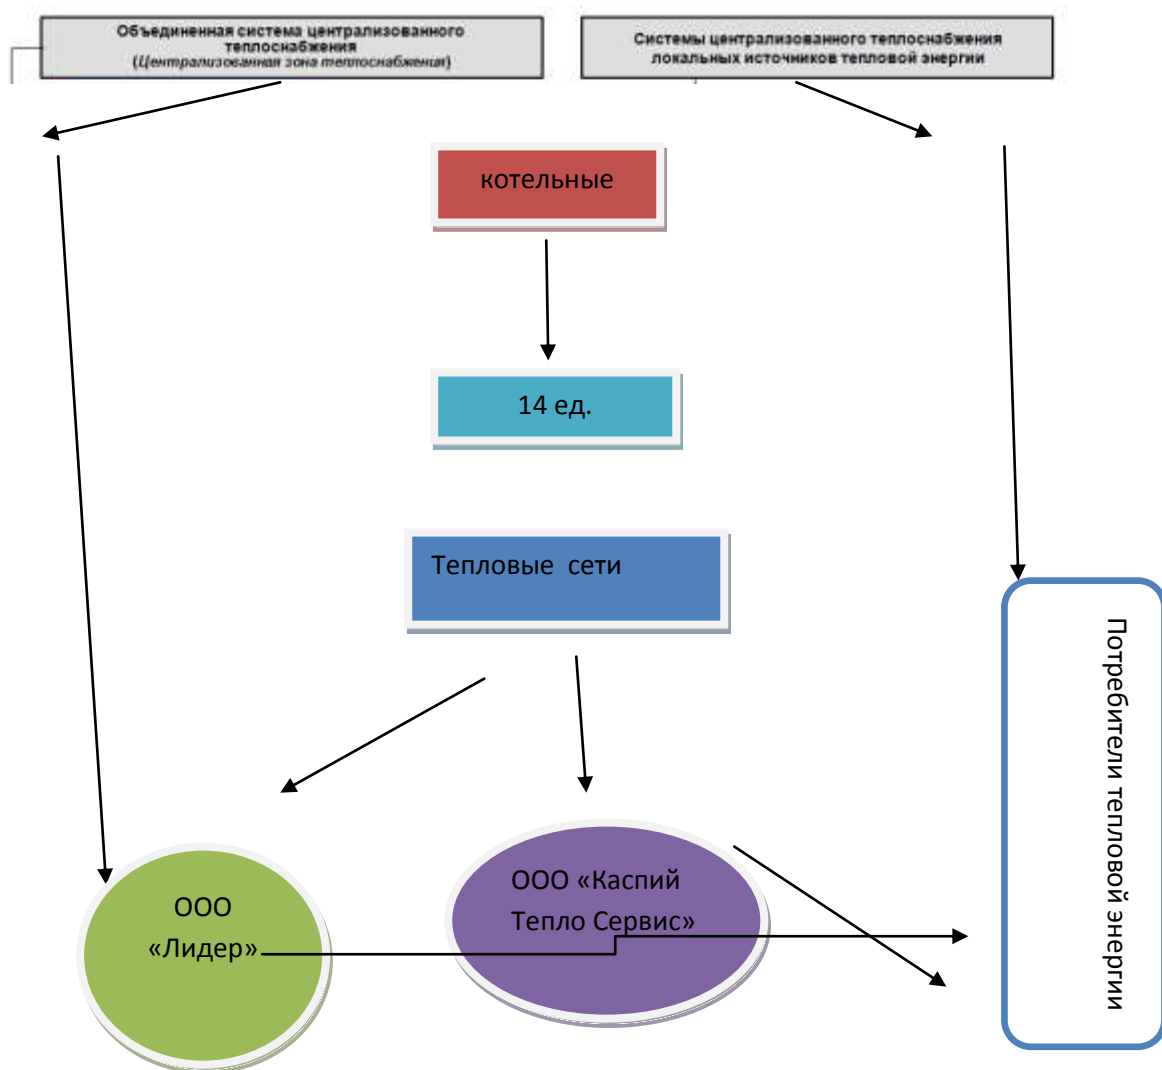 Объединенная система централизованного
теплоснабжения
(Централизованная зона теплоснабжения)
Системы централизованного теплоснабжения
локальных источников тепловой энергии
котельные
14 ед.
Тепловые сети
ООО
«Лидер»
ООО «Каспий
Тепло Сервис»
Потребители тепловой энергии